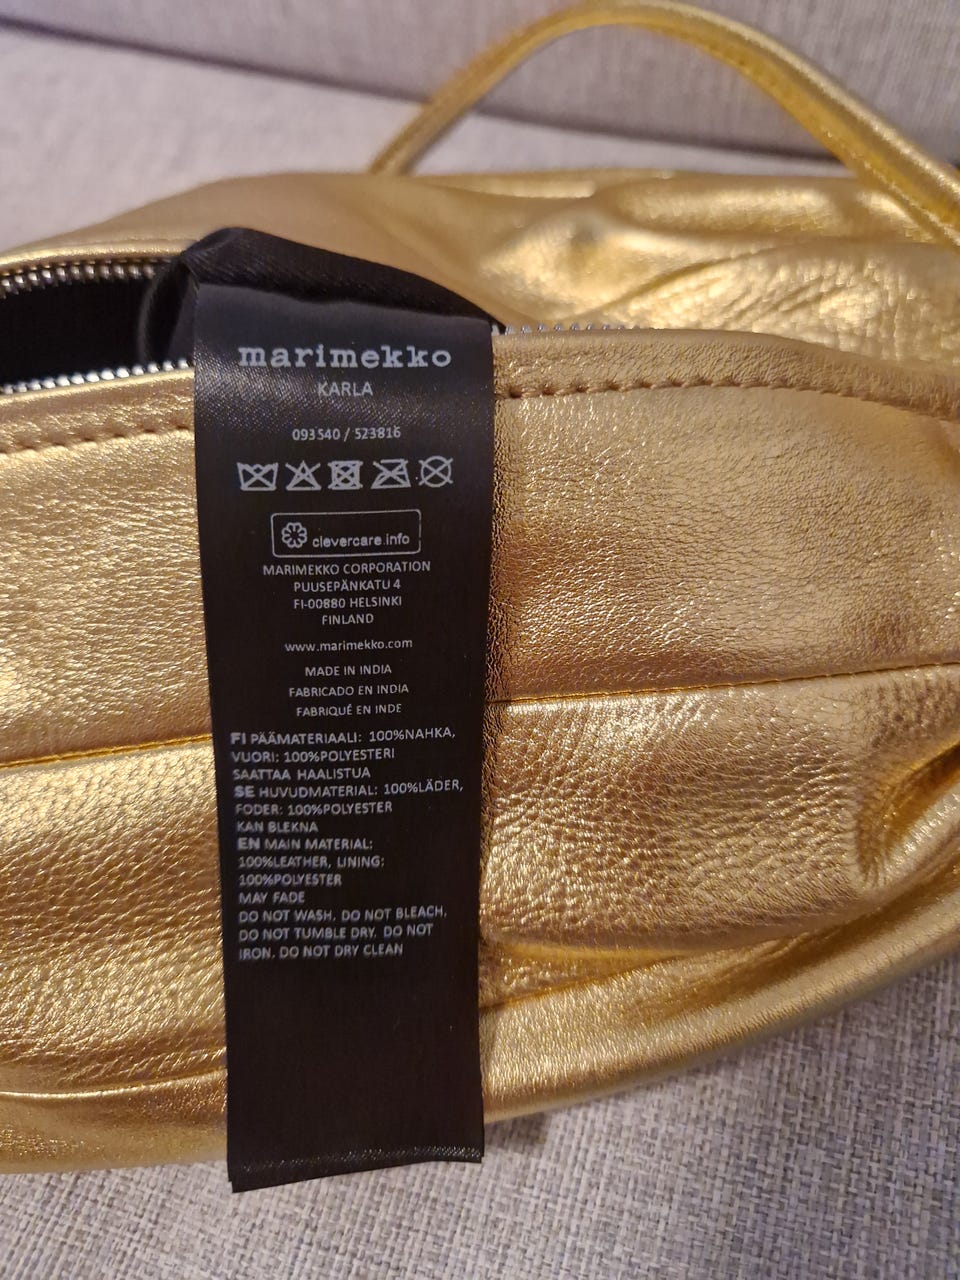 marimekko
KARLA
093540 / 523816
clevercare.info
MARIMEKKO CORPORATION
PUUSEPÄNKATU 4
FI-00880 HELSINKI
FINLAND
www.marimekko.com
MADE IN INDIA
FABRICADO EN INDIA
FABRIQUÉ EN INDE
FI PÄÄMATERIAALI: 100%NAHKA,
VUORI: 100%POLYESTERI
SAATTAA HAALISTUA
SE HUVUDMATERIAL: 100%LÄDER,
FODER: 100%POLYESTER
KAN BLEKNA
EN MAIN MATERIAL:
100%LEATHER, LINING:
100%POLYESTER
MAY FADE
DO NOT WASH. DO NOT BLEACH.
DO NOT TUMBLE DRY. DO NOT
IRON. DO NOT DRY CLEAN